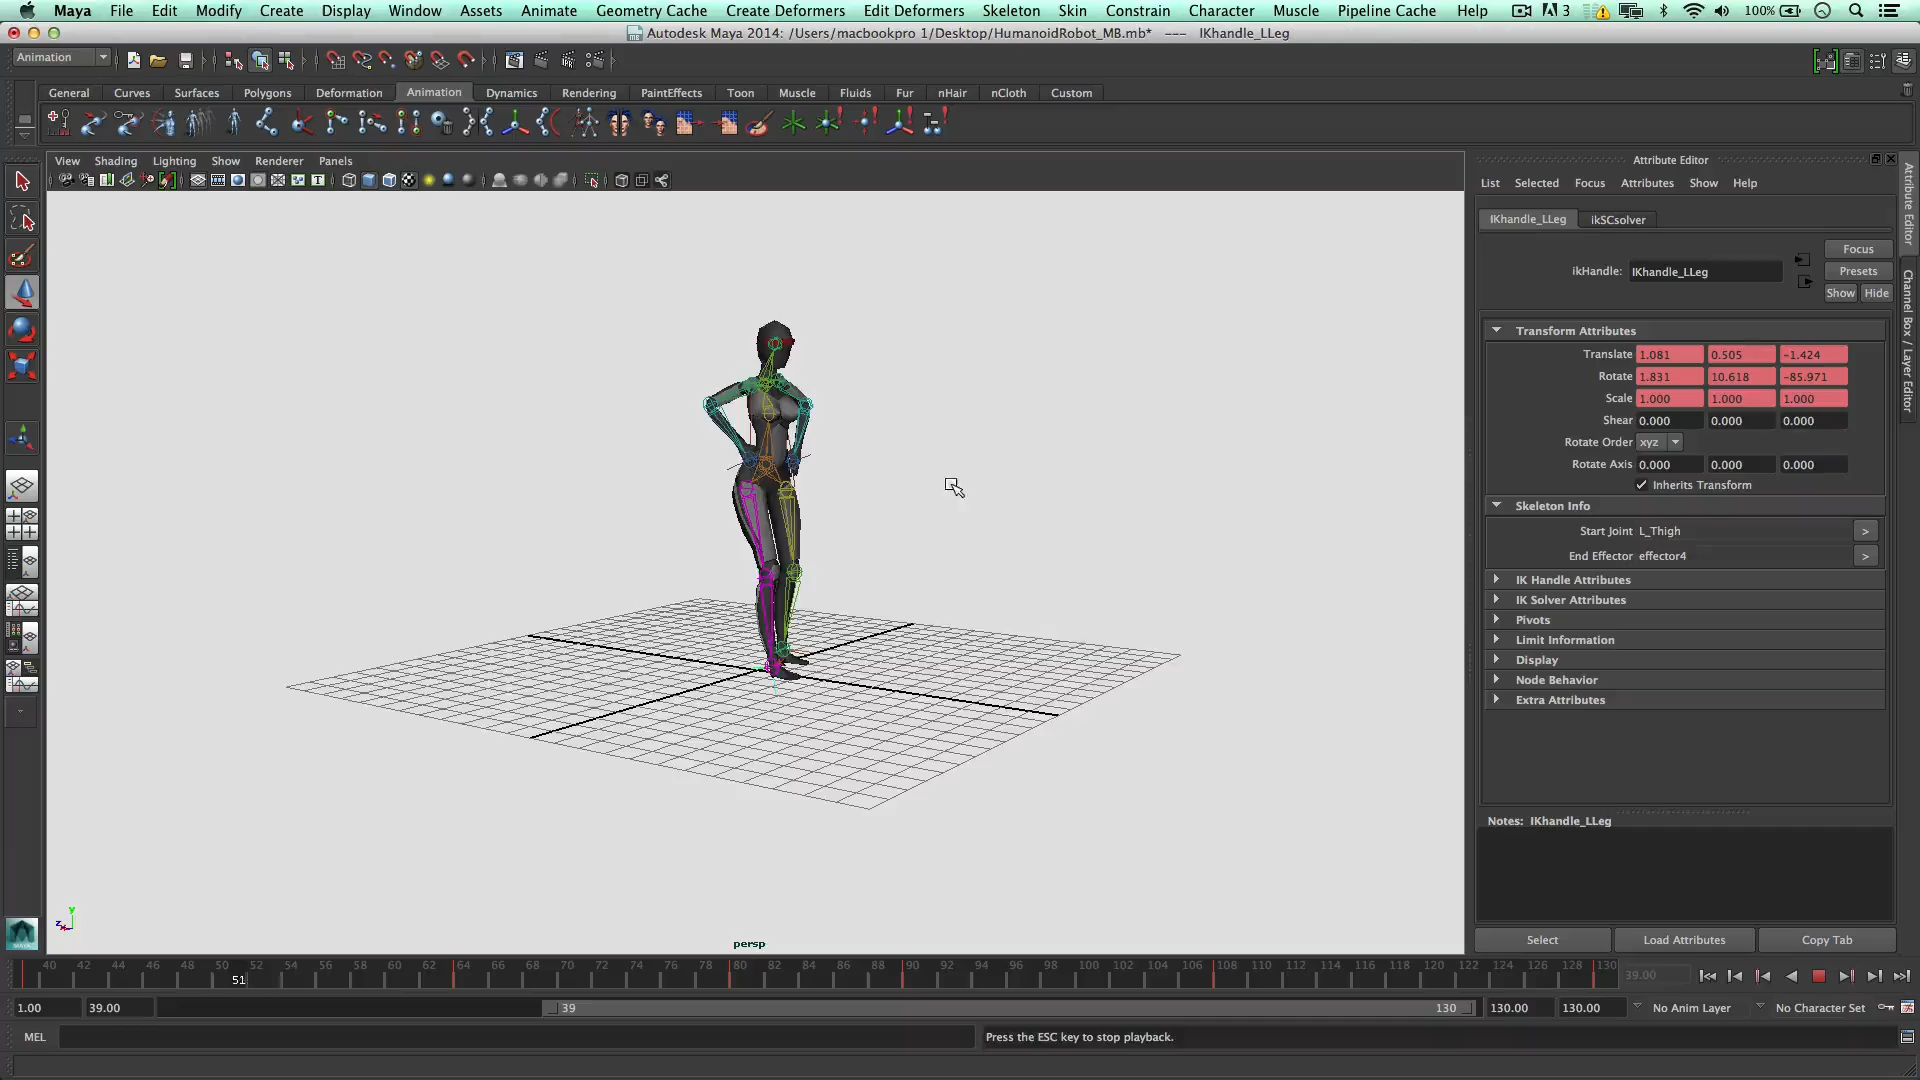 Maya File Edit Modify Create Display Window Assets Animate Geometry Cache Create Deformers Edit Deformers Skeleton Skin Constrain Character Muscle Pipeline Cache Help 3 100%
Autodesk Maya 2014: /Users/macbookpro 1/Desktop/HumanoidRobot_MB.mb* --- IKhandle_LLeg
Animation
General Curves Surfaces Polygons Deformation Animation Dynamics Rendering PaintEffects Toon Muscle Fluids Fur nHair nCloth Custom
View Shading Lighting Show Renderer Panels
Attribute Editor
List Selected Focus Attributes Show Help
IKhandle_LLeg ikSCsolver
Focus
ikHandle: IKhandle_LLeg
Presets
Show Hide
Transform Attributes
Translate 1.081 0.505 -1.424
Rotate 1.831 10.618 -85.971
Scale 1.000 1.000 1.000
Shear 0.000 0.000 0.000
Rotate Order xyz
Rotate Axis 0.000 0.000 0.000
Inherits Transform
Skeleton Info
Start Joint L_Thigh >
End Effector effector4 >
IK Handle Attributes
IK Solver Attributes
Pivots
Limit Information
Display
Node Behavior
Extra Attributes
Notes: IKhandle_LLeg
Select Load Attributes Copy Tab
Attribute Editor
Channel Box / Layer Editor
y
z x
persp
40 42 44 46 48 50 52 54 56 58 60 62 64 66 68 70 72 74 76 78 80 82 84 86 88 90 92 94 96 98 100 102 104 106 108 110 112 114 116 118 120 122 124 126 128 130
51
39.00
1.00 39.00 39 130 130.00 130.00 No Anim Layer No Character Set
MEL Press the ESC key to stop playback.